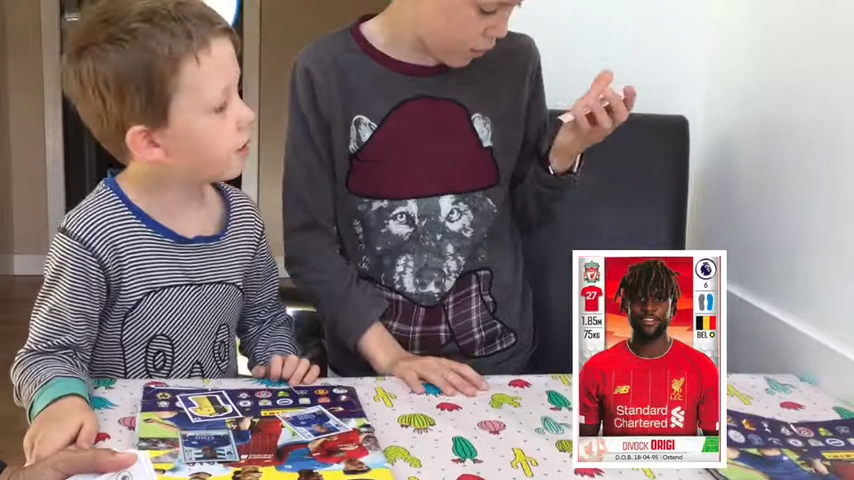 27
1.85M
75KG
6
BEL
Standard
Chartered
DIVOCK ORIGI
D.O.B. 18-04-95 | Ostend